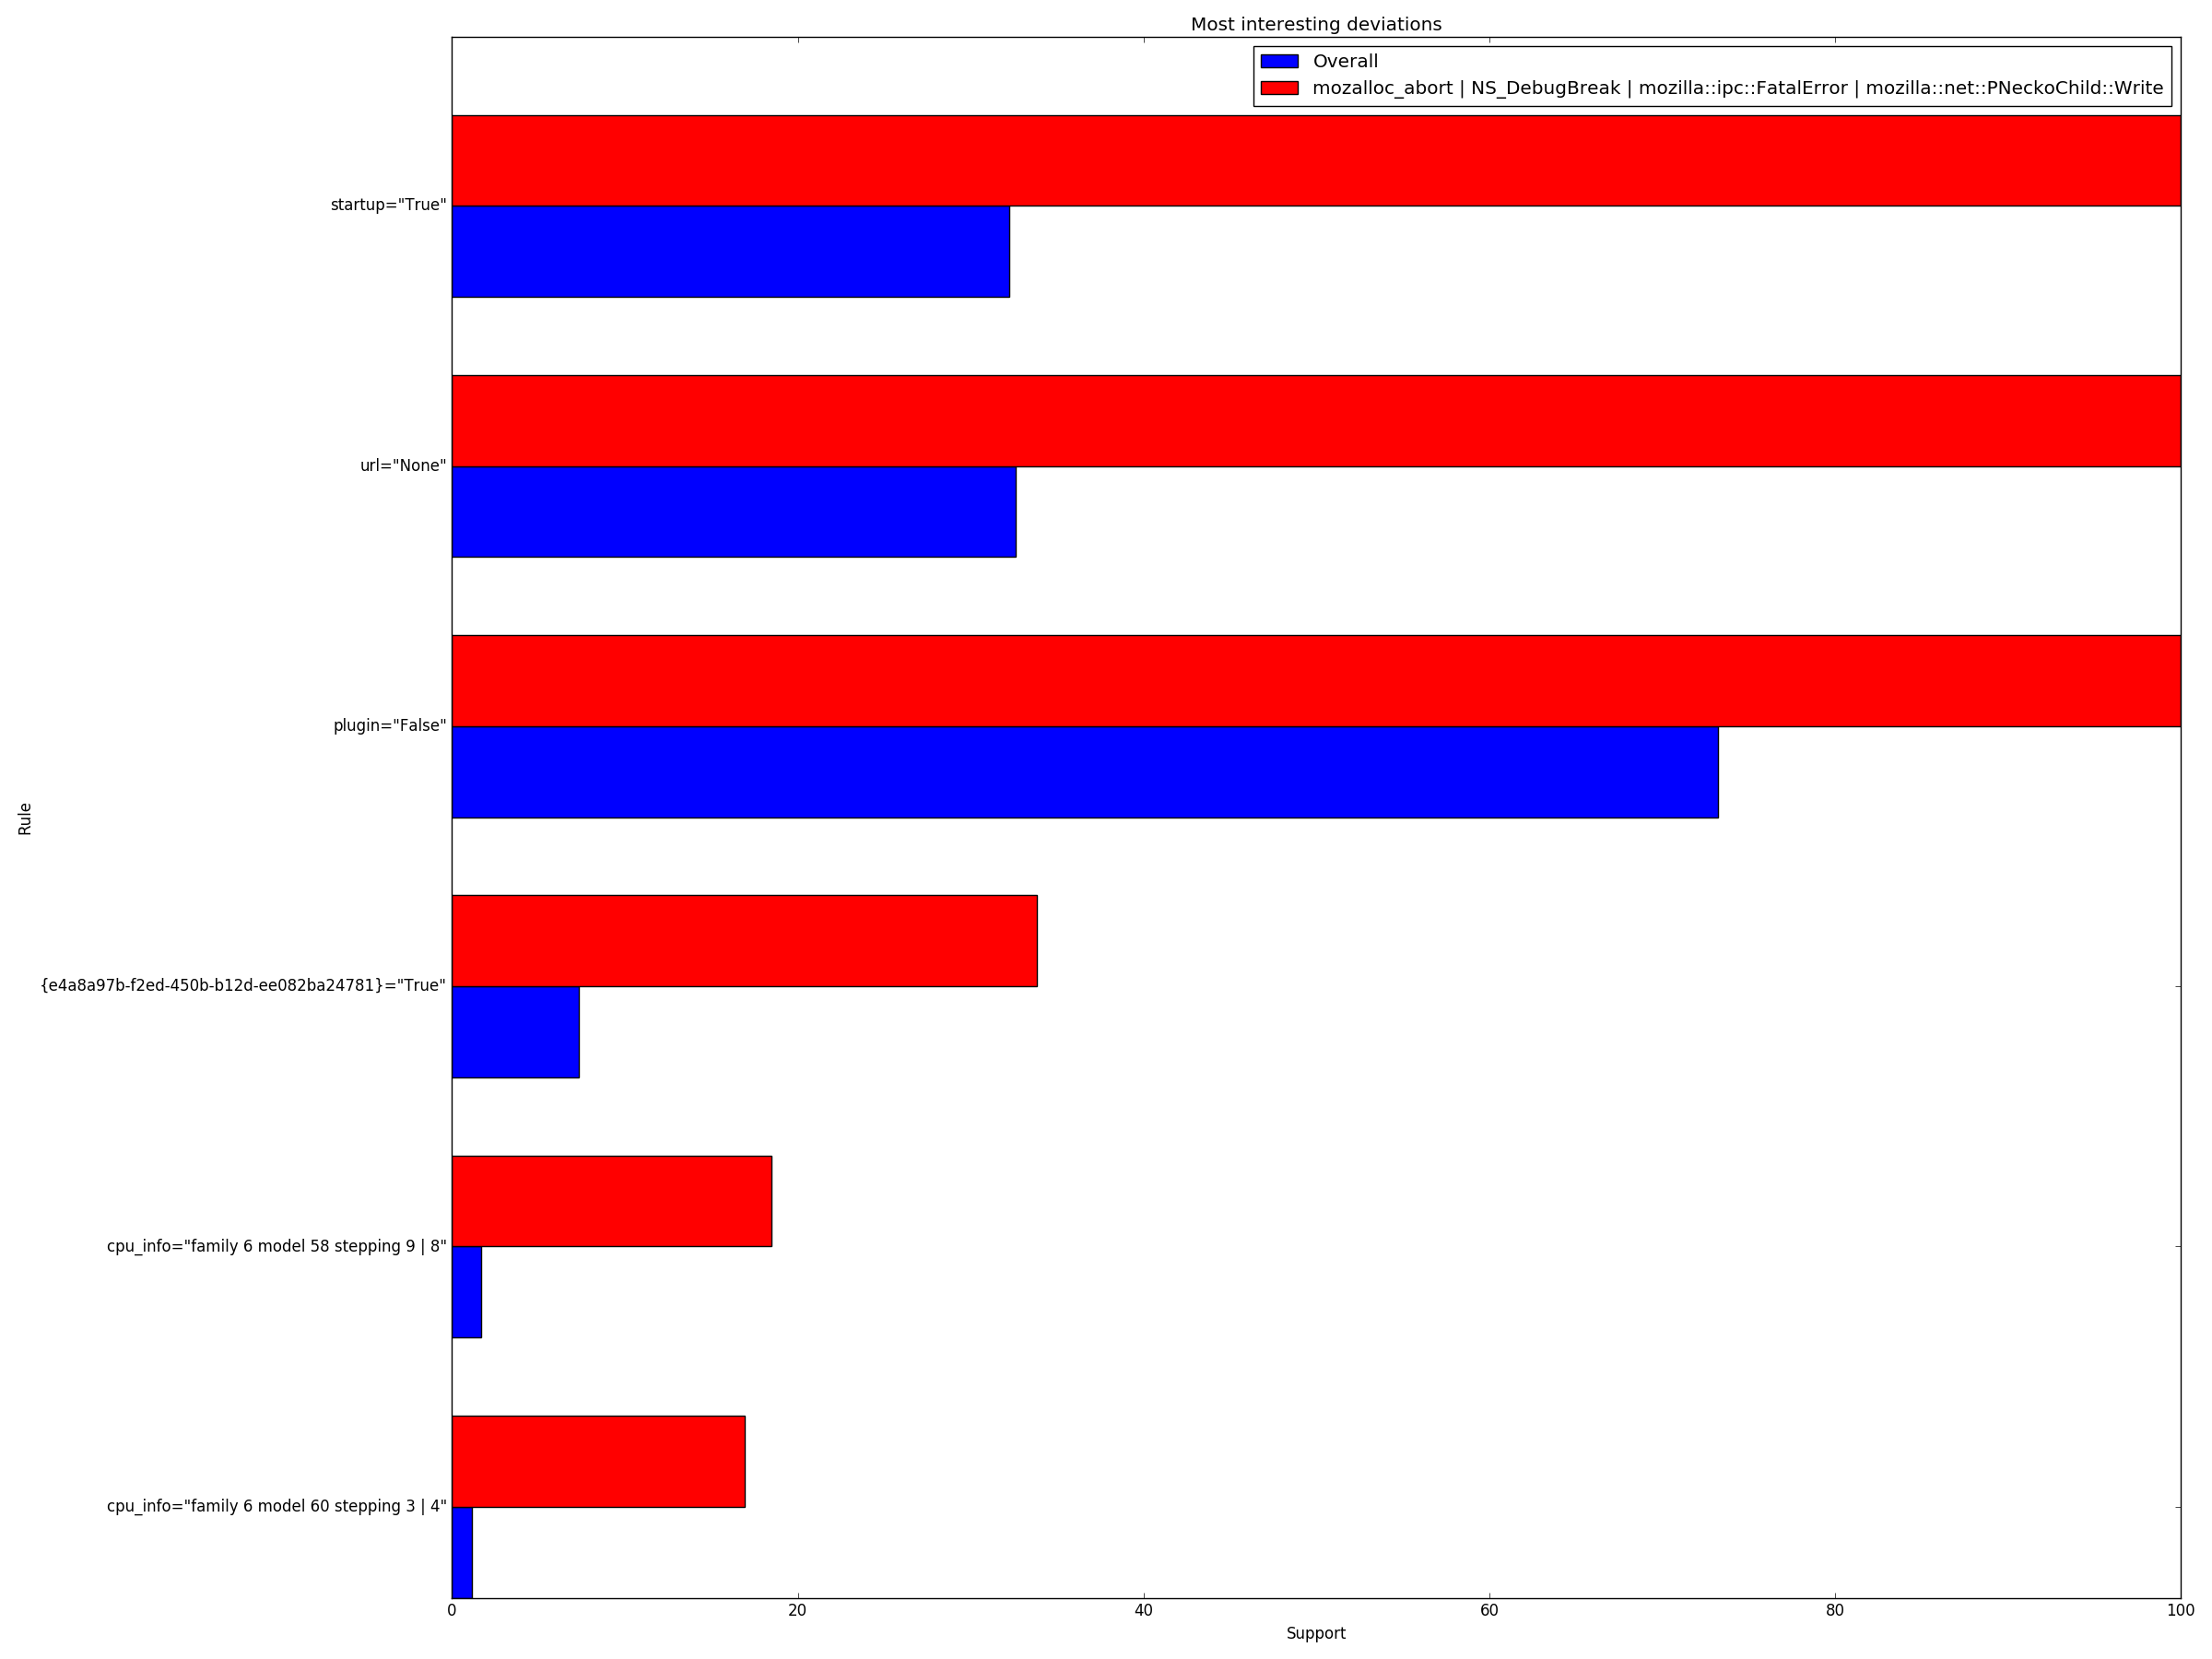 Most interesting deviations
Overall
mozalloc_abort | NS_DebugBreak | mozilla::ipc::FatalError | mozilla::net::PNeckoChild::Write
startup="True"
url="None"
plugin="False"
Rule
{e4a8a97b-f2ed-450b-b12d-ee082ba24781}="True"
cpu_info="family 6 model 58 stepping 9 | 8"
cpu_info="family 6 model 60 stepping 3 | 4"
0 20 40 60 80 100
Support